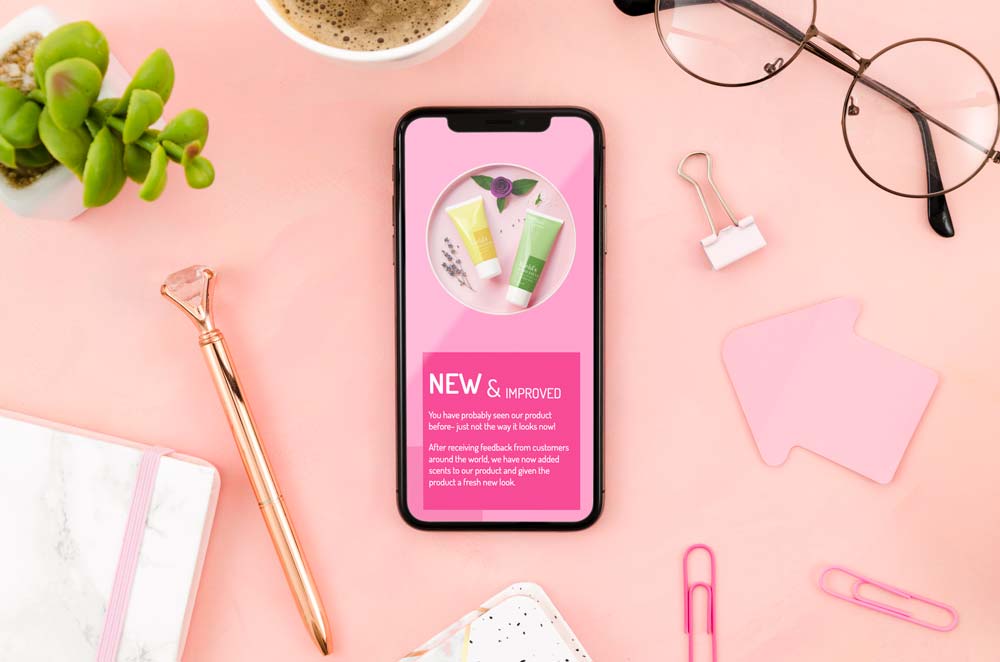 NEW & IMPROVED
You have probably seen our product
before- just not the way it looks now!
After receiving feedback from customers
around the world, we have now added
scents to our product and given the
product a fresh new look.